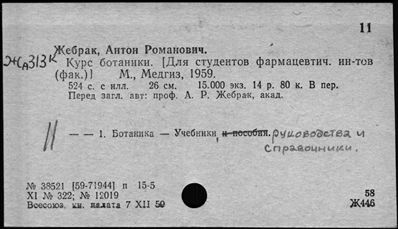 11
Жебрак, Антон Романович.
Жа313к Курс ботаники. [Для студентов фармацевтич. ин-тов
(фак.)] М., Медгиз, 1959.
524 с. с илл. 26 см. 15.000 экз. 14 р. 80 к. В пер.
Перед загл. авт: проф. А. Р. Жебрак, акад.
11 — — 1. Ботаника — Учебники и пособия. руководства и
справочники.
№ 38521 [59-71944] п 15-5
XI № 322; № 12019
Всесоюз. кн. палата 7 XII 59
58
Ж446